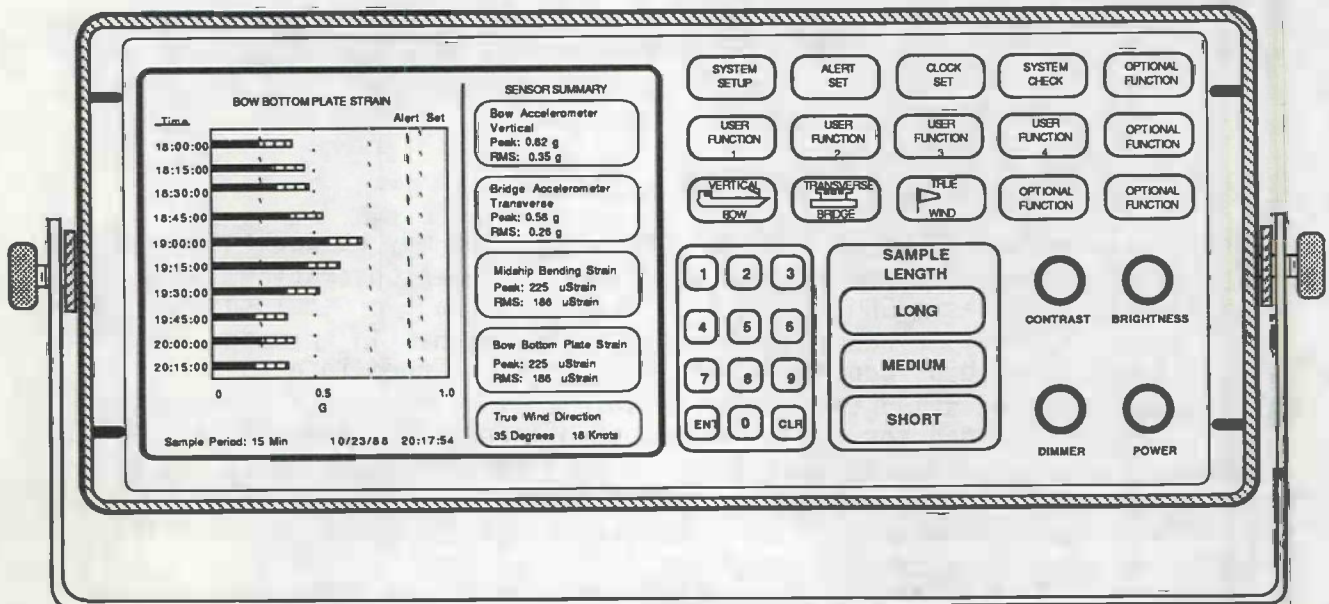 BOW BOTTOM PLATE STRAIN
Time
Alert Set
18:00:00
18:15:00
18:30:00
18:45:00
19:00:00
19:15:00
19:30:00
19:45:00
20:00:00
20:15:00
0 0.5 1.0
G
Sample Period: 15 Min 10/23/88 20:17:54
SENSOR SUMMARY
Bow Accelerometer
Vertical
Peak: 0.62 g
RMS: 0.35 g
Bridge Accelerometer
Transverse
Peak: 0.56 g
RMS: 0.26 g
Midship Bending Strain
Peak: 225 uStrain
RMS: 186 uStrain
Bow Bottom Plate Strain
Peak: 225 uStrain
RMS: 186 uStrain
True Wind Direction
35 Degrees 16 Knots
SYSTEM
SETUP
ALERT
SET
CLOCK
SET
SYSTEM
CHECK
OPTIONAL
FUNCTION
USER
FUNCTION
1
USER
FUNCTION
2
USER
FUNCTION
3
USER
FUNCTION
4
OPTIONAL
FUNCTION
VERTICAL
BOW
TRANSVERSE
BRIDGE
TRUE
WIND
OPTIONAL
FUNCTION
OPTIONAL
FUNCTION
1 2 3
4 5 6
7 8 9
ENT 0 CLR
SAMPLE
LENGTH
LONG
MEDIUM
SHORT
CONTRAST BRIGHTNESS
DIMMER POWER